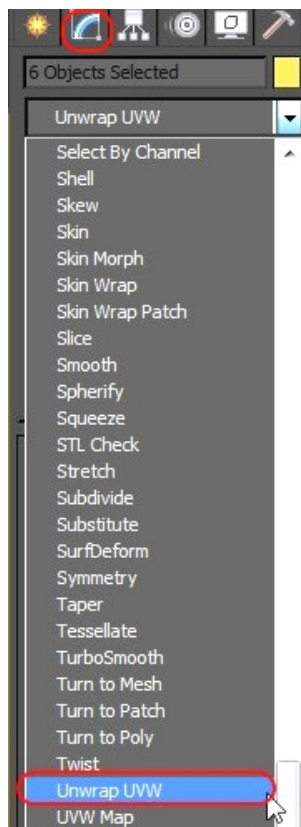 6 Objects Selected
Unwrap UVW
Select By Channel
Shell
Skew
Skin
Skin Morph
Skin Wrap
Skin Wrap Patch
Slice
Smooth
Spherify
Squeeze
STL Check
Stretch
Subdivide
Substitute
SurfDeform
Symmetry
Taper
Tessellate
TurboSmooth
Turn to Mesh
Turn to Patch
Turn to Poly
Twist
Unwrap UVW
UVW Map